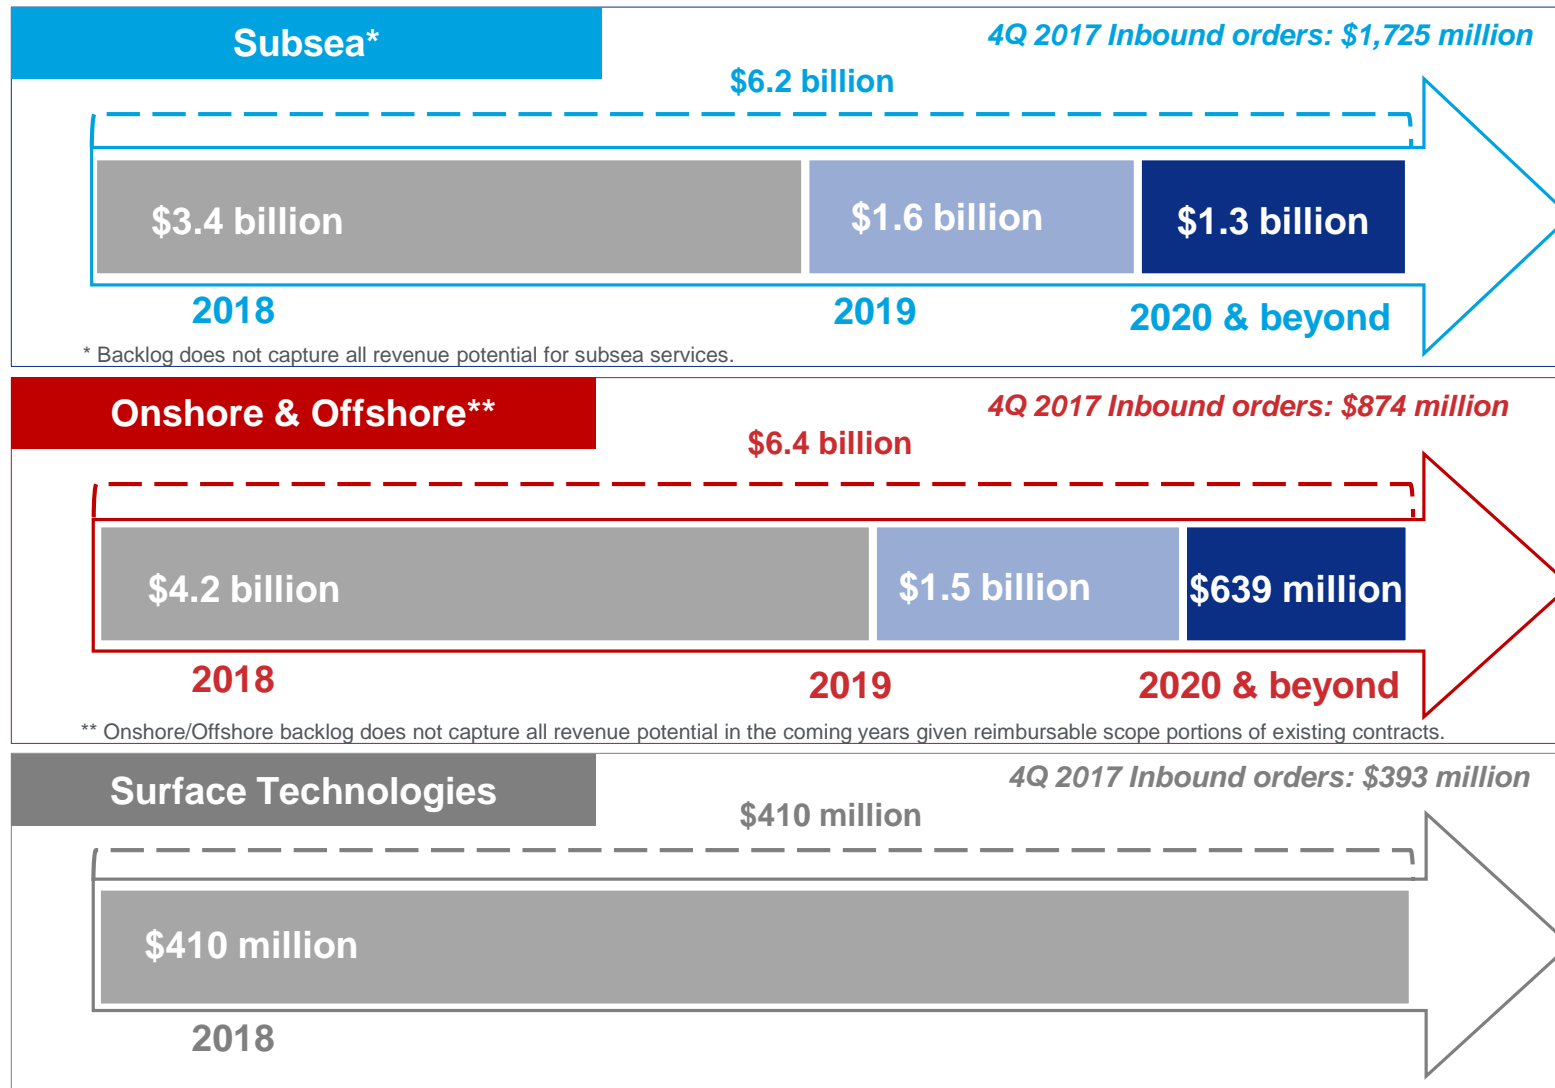 Subsea*
4Q 2017 Inbound orders: $1,725 million
$6.2 billion
$3.4 billion
$1.6 billion
$1.3 billion
2018
2019
2020 & beyond
* Backlog does not capture all revenue potential for subsea services.
Onshore & Offshore**
4Q 2017 Inbound orders: $874 million
$6.4 billion
$4.2 billion
$1.5 billion
$639 million
2018
2019
2020 & beyond
** Onshore/Offshore backlog does not capture all revenue potential in the coming years given reimbursable scope portions of existing contracts.
Surface Technologies
4Q 2017 Inbound orders: $393 million
$410 million
$410 million
2018